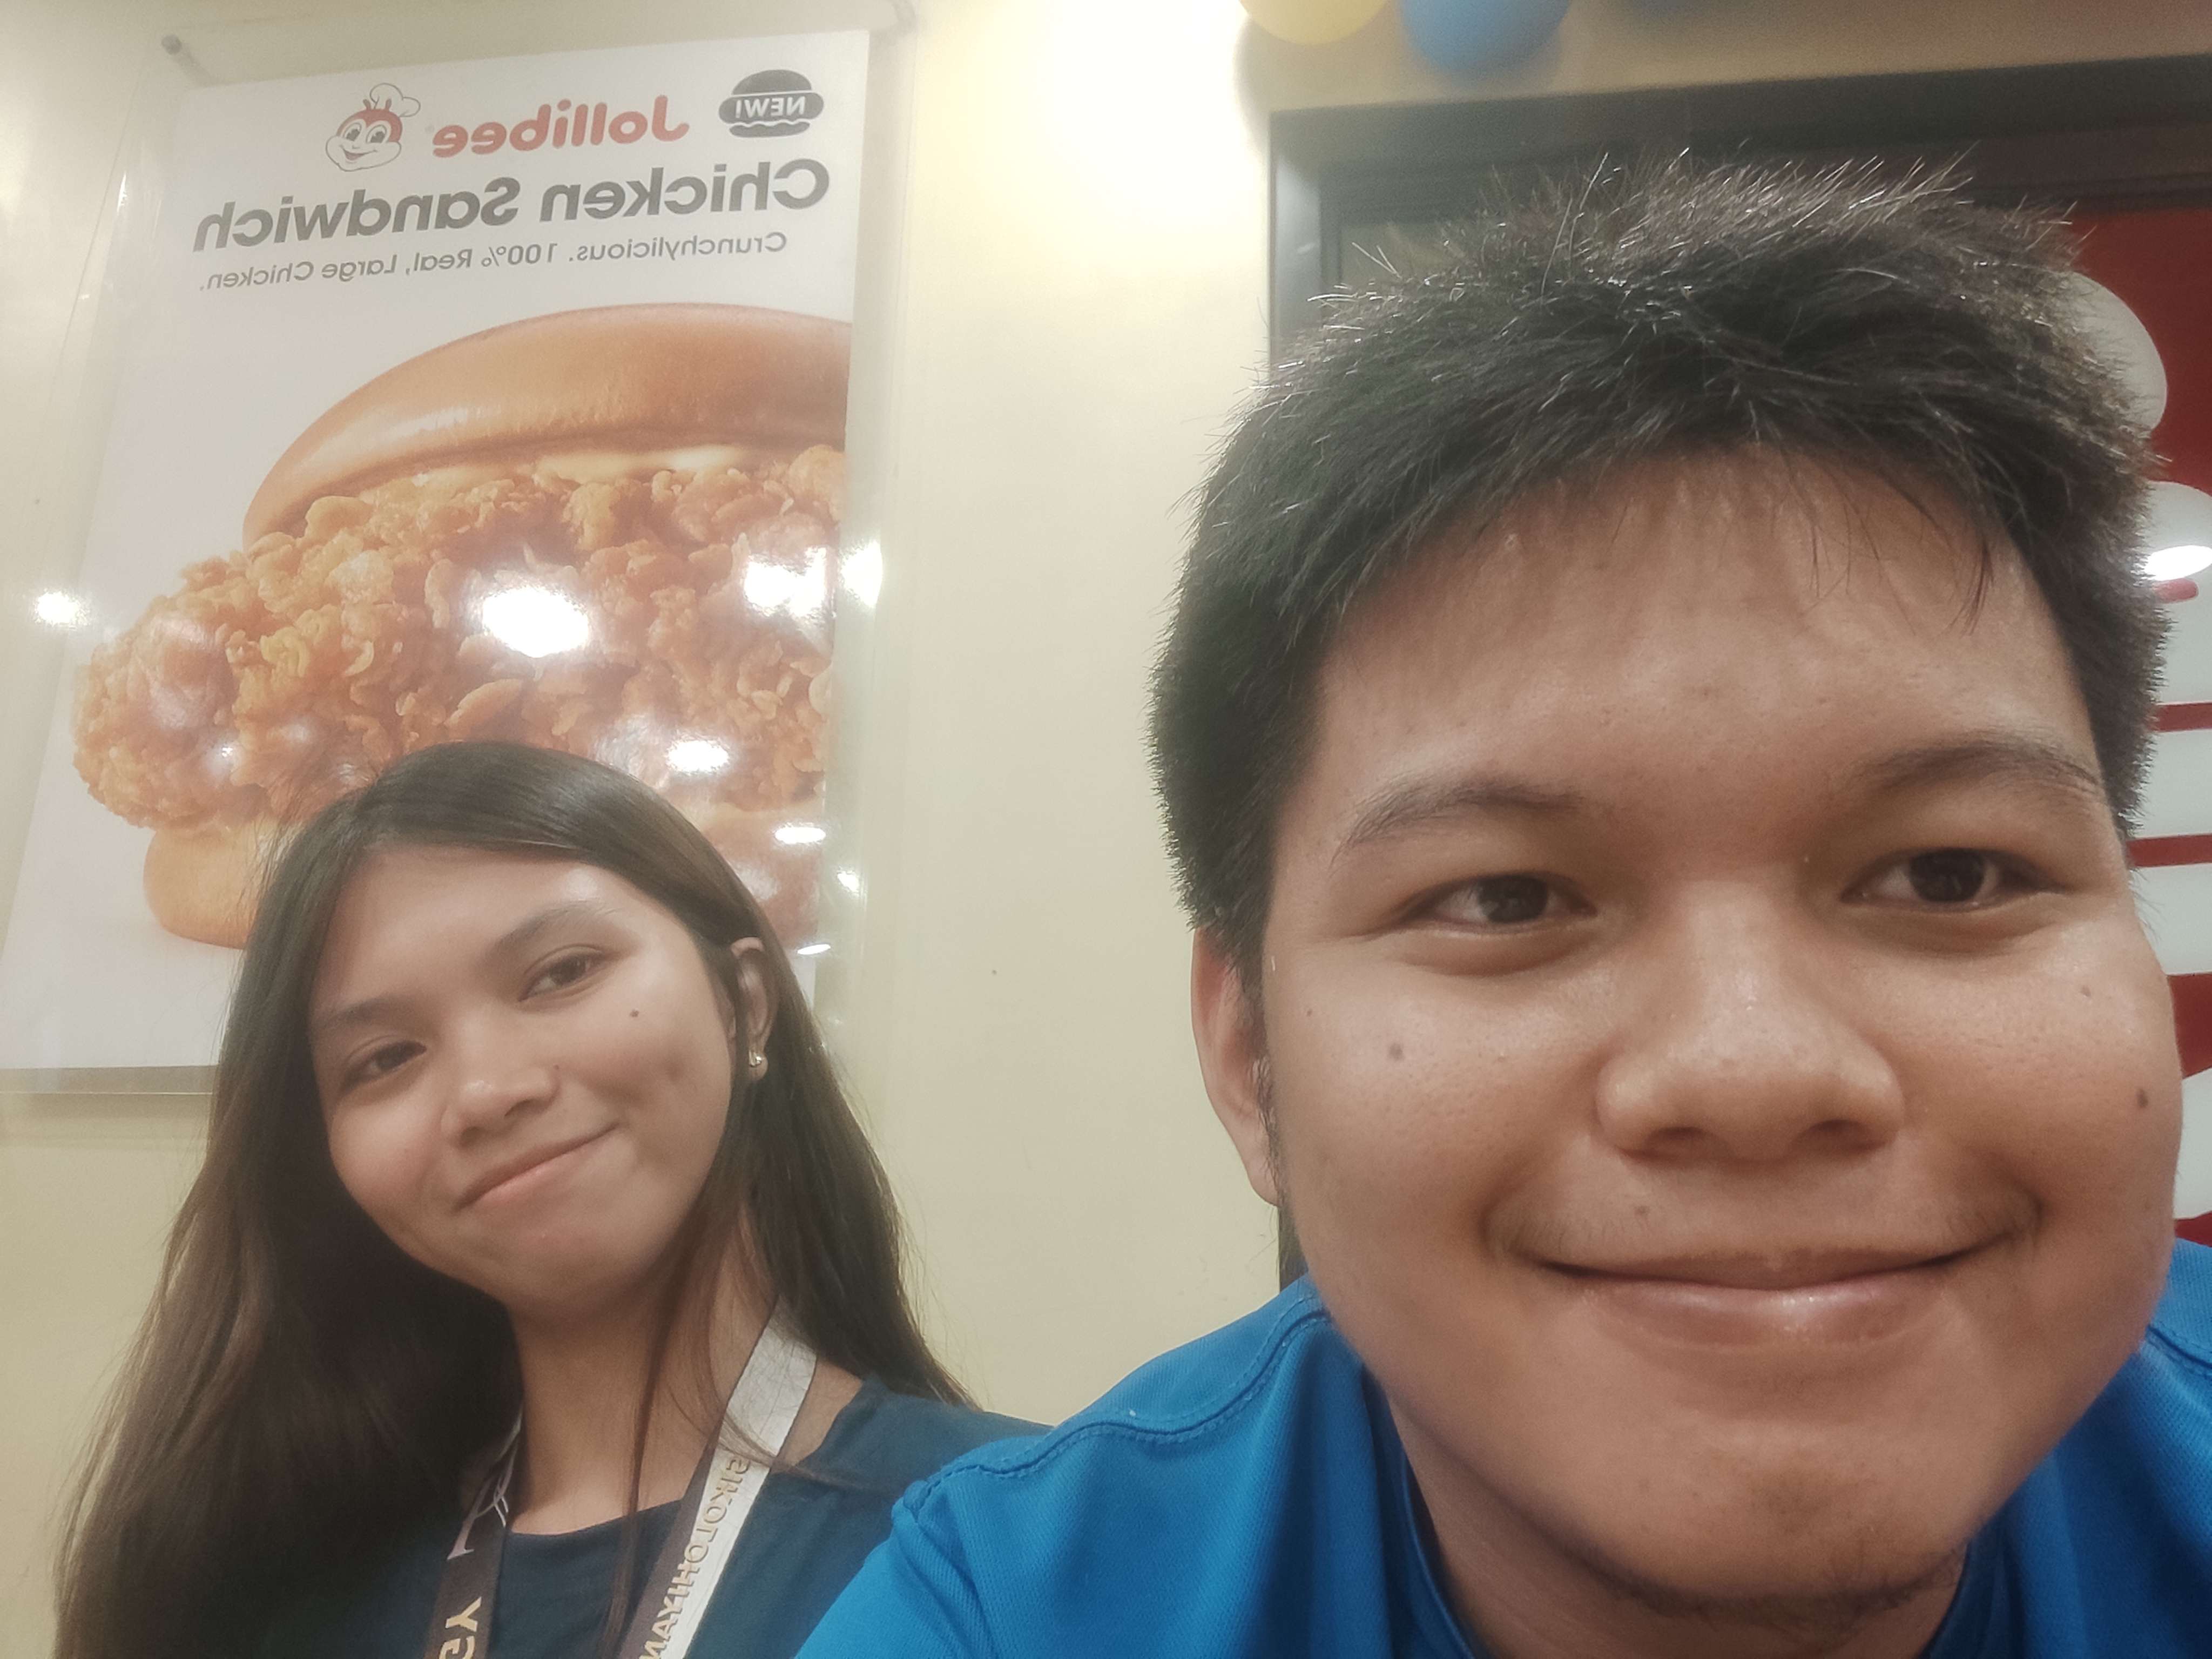 NEW!
Jollibee
Chicken Sandwich
Crunchylicious. 100% Real, Large Chicken.